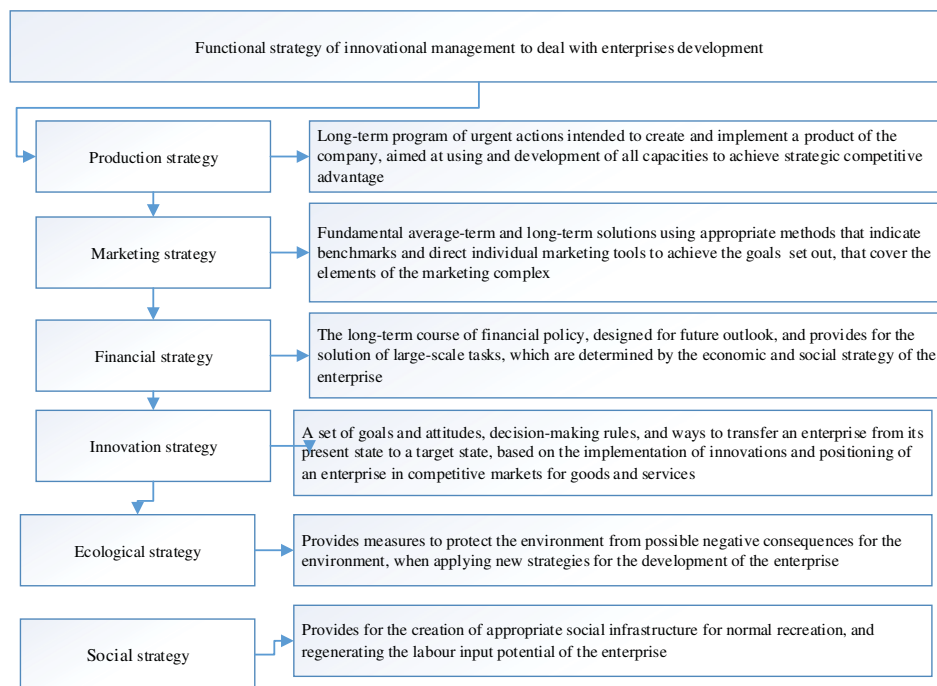 Functional strategy of innovational management to deal with enterprises development
Production strategy
Long-term program of urgent actions intended to create and implement a product of the
company, aimed at using and development of all capacities to achieve strategic competitive
advantage
Marketing strategy
Fundamental average-term and long-term solutions using appropriate methods that indicate
benchmarks and direct individual marketing tools to achieve the goals set out, that cover the
elements of the marketing complex
Financial strategy
The long-term course of financial policy, designed for future outlook, and provides for the
solution of large-scale tasks, which are determined by the economic and social strategy of the
enterprise
Innovation strategy
A set of goals and attitudes, decision-making rules, and ways to transfer an enterprise from its
present state to a target state, based on the implementation of innovations and positioning of
an enterprise in competitive markets for goods and services
Ecological strategy
Provides measures to protect the environment from possible negative consequences for the
environment, when applying new strategies for the development of the enterprise
Social strategy
Provides for the creation of appropriate social infrastructure for normal recreation, and
regenerating the labour input potential of the enterprise